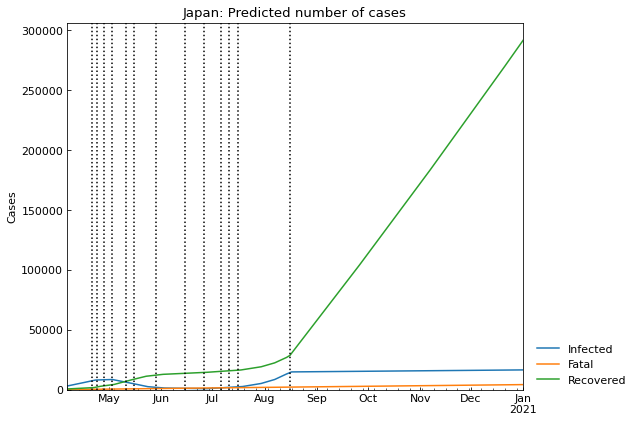 Japan: Predicted number of cases
300000
250000
200000
150000
100000
50000
0
Cases
May Jun Jul Aug Sep Oct Nov Dec Jan
2021
Infected
Fatal
Recovered